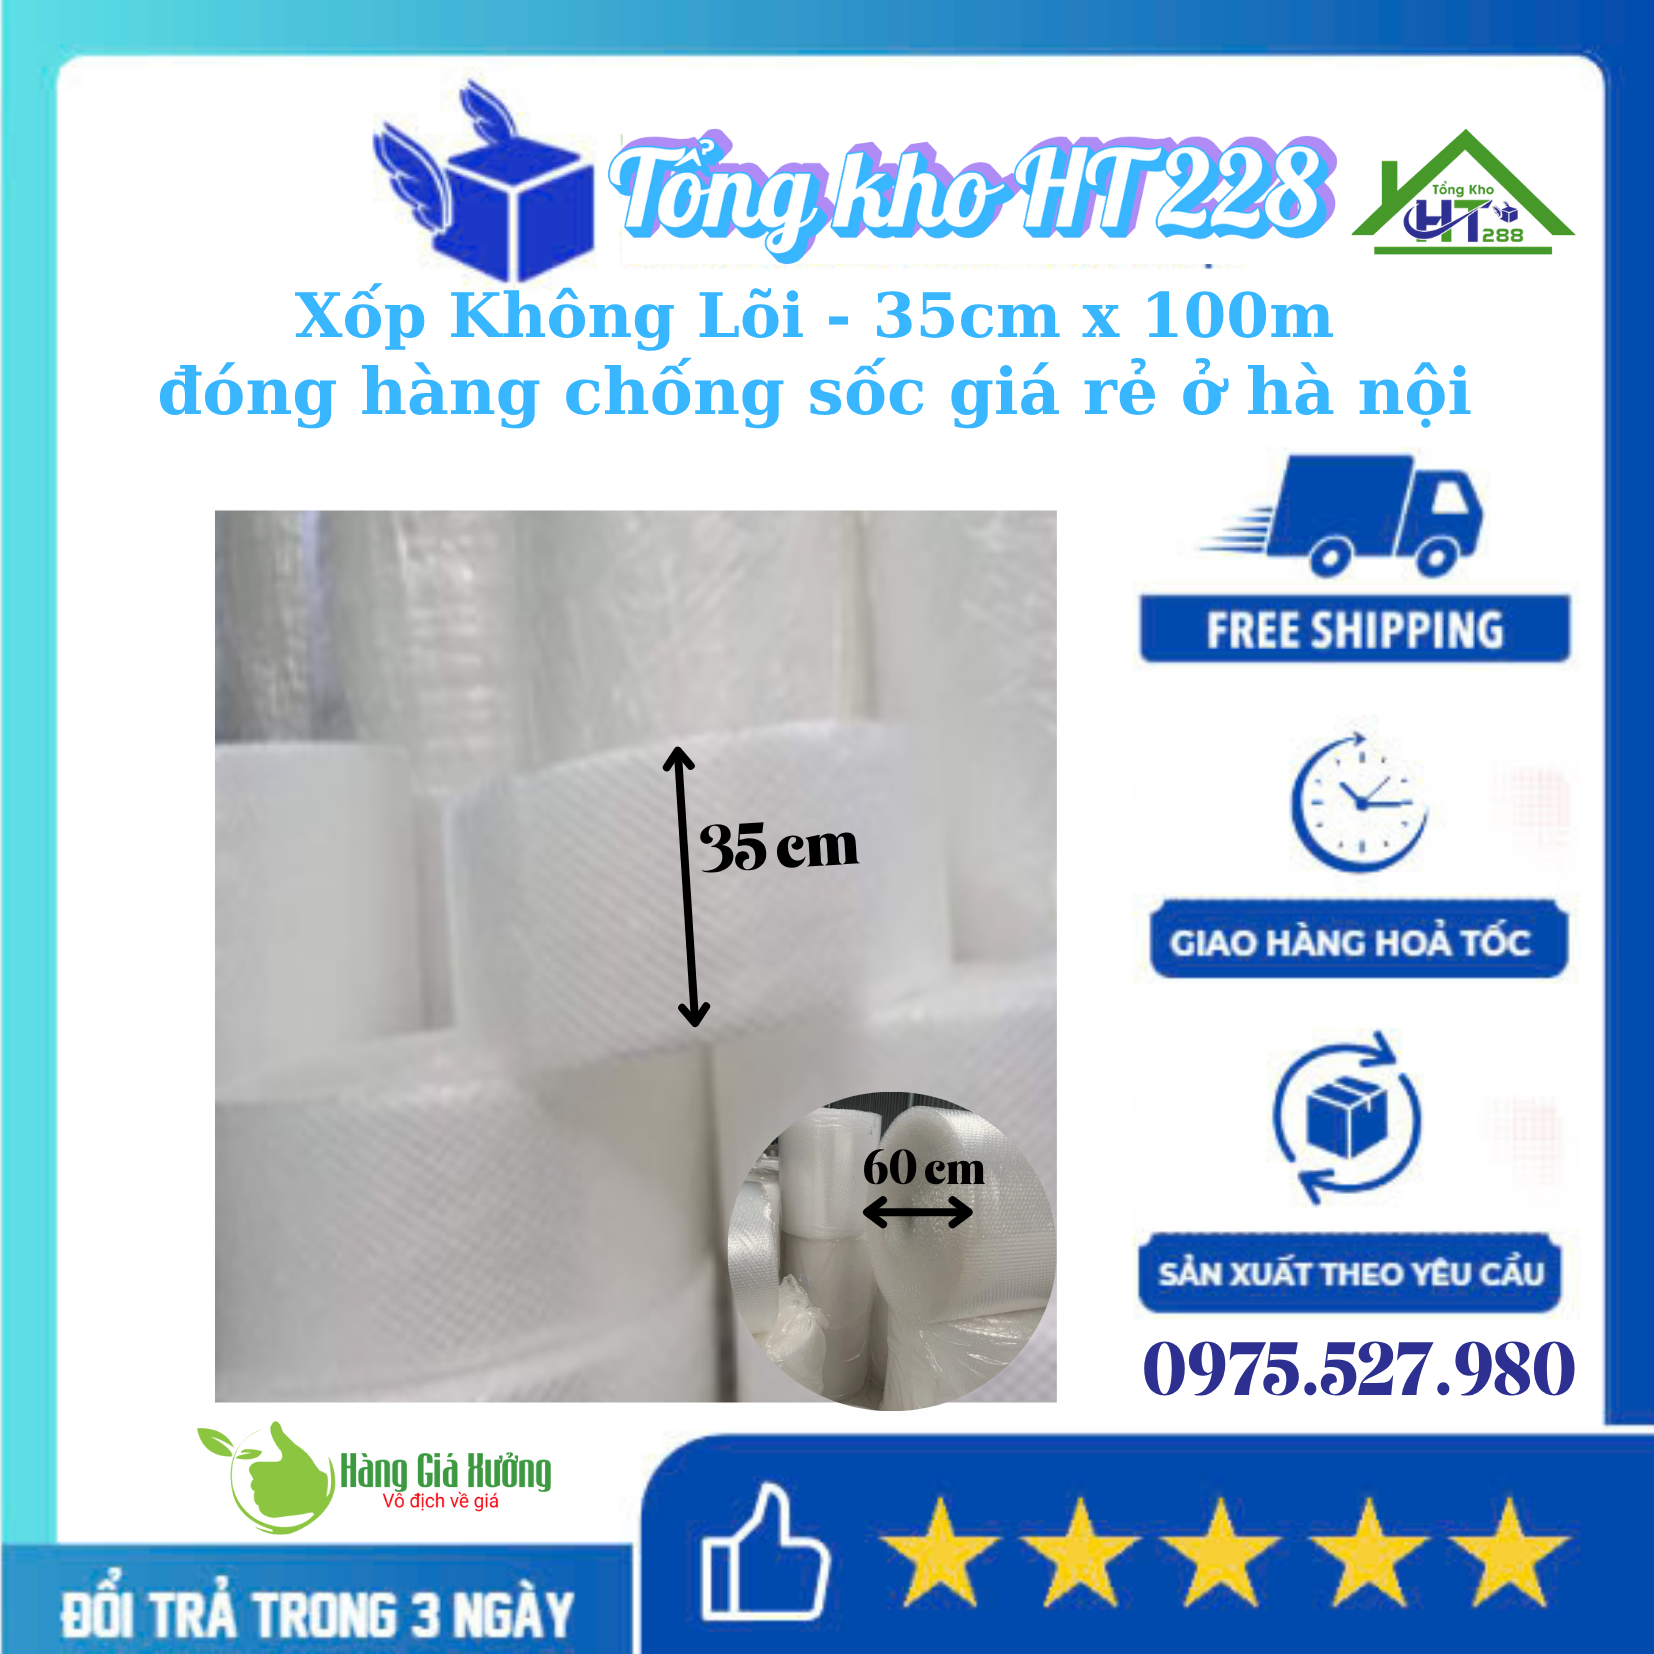 Tổng kho HT 228
Tổng Kho
HT 288
Xốp Không Lõi - 35cm x 100m
đóng hàng chống sốc giá rẻ ở hà nội
FREE SHIPPING
35 cm
GIAO HÀNG HOẢ TỐC
60 cm
SẢN XUẤT THEO YÊU CẦU
0975.527.980
Hàng Giá Xưởng
Vô địch về giá
ĐỔI TRẢ TRONG 3 NGÀY